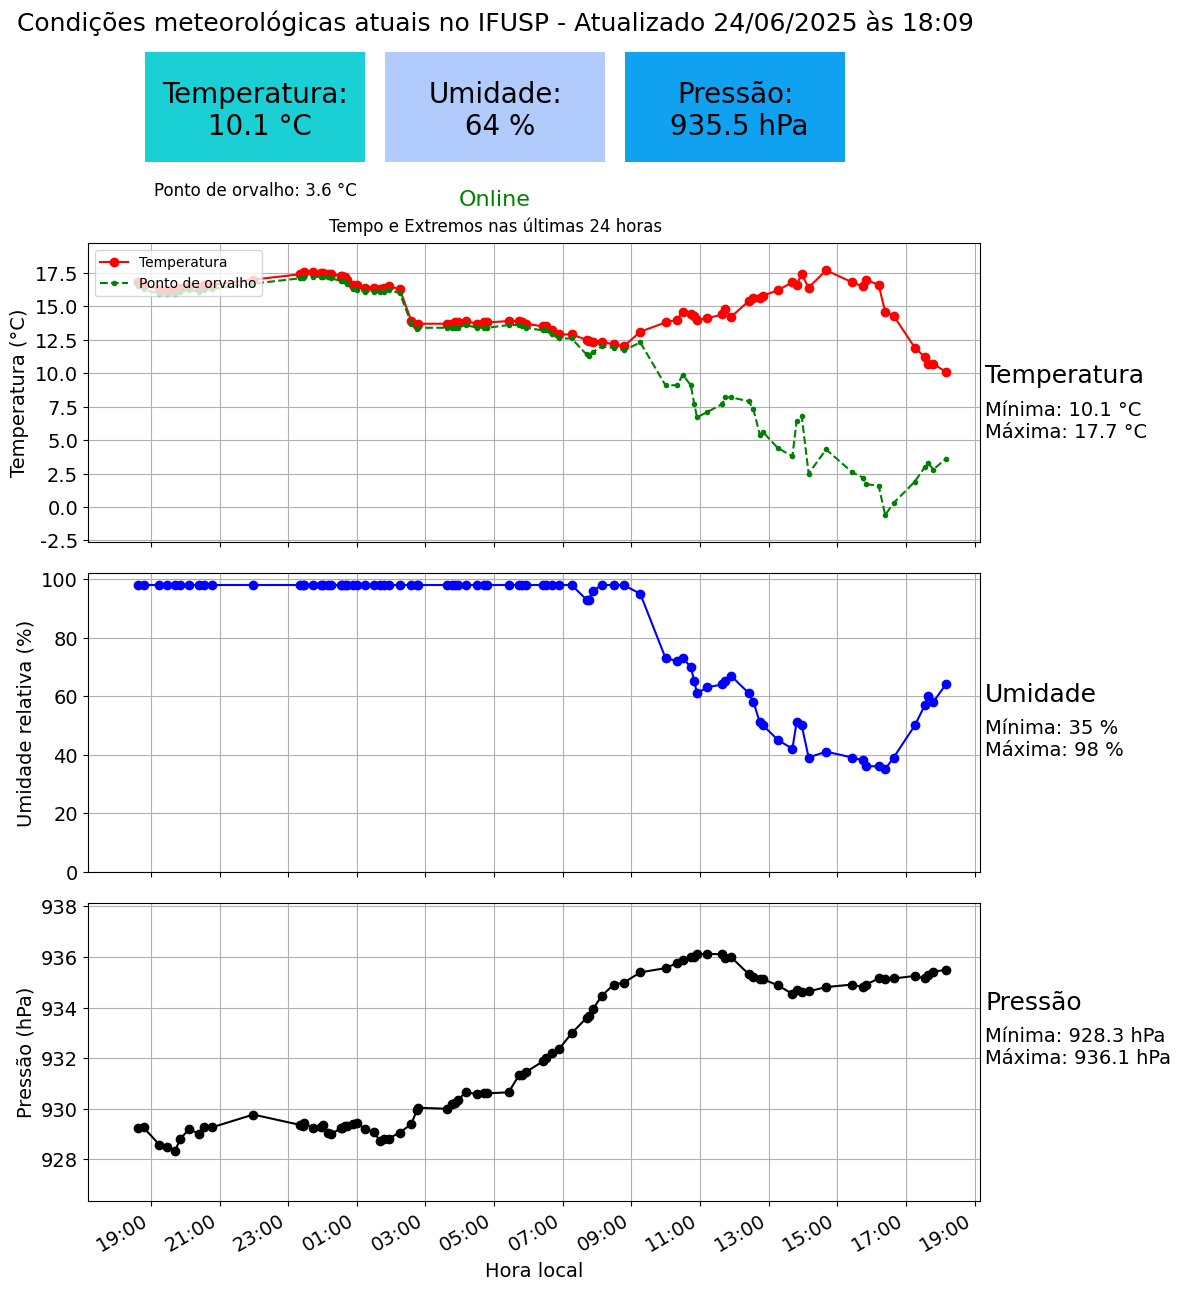 Condições meteorológicas atuais no IFUSP - Atualizado 24/06/2025 às 18:09
Temperatura:
10.1 °C
Umidade:
64 %
Pressão:
935.5 hPa
Ponto de orvalho: 3.6 °C
Online
Tempo e Extremos nas últimas 24 horas
Temperatura
Ponto de orvalho
Temperatura (°C)
17.5
15.0
12.5
10.0
7.5
5.0
2.5
0.0
-2.5
Temperatura
Mínima: 10.1 °C
Máxima: 17.7 °C
Umidade relativa (%)
100
80
60
40
20
0
Umidade
Mínima: 35 %
Máxima: 98 %
Pressão (hPa)
938
936
934
932
930
928
Pressão
Mínima: 928.3 hPa
Máxima: 936.1 hPa
19:00
21:00
23:00
01:00
03:00
05:00
07:00
09:00
11:00
13:00
15:00
17:00
19:00
Hora local